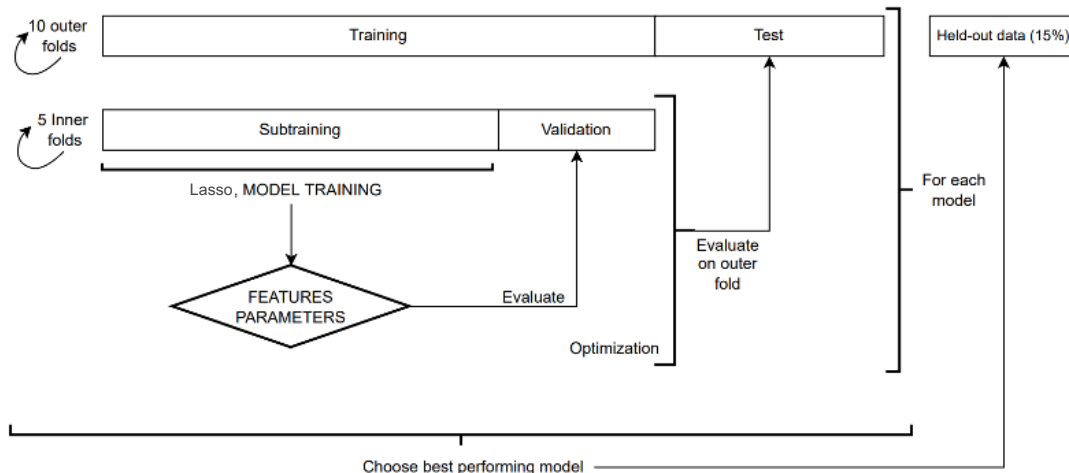 10 outer
folds
Training
Test
Held-out data (15%)
5 Inner
folds
Subtraining
Validation
Lasso, MODEL TRAINING
For each
model
Evaluate
on outer
fold
FEATURES
PARAMETERS
Evaluate
Optimization
Choose best performing model